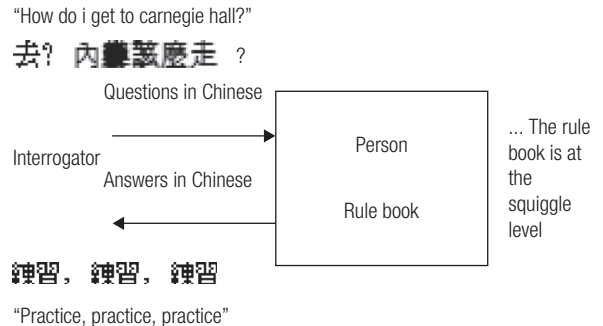 “How do i get to carnegie hall?”
去? 內該麼走 ?
Questions in Chinese
Interrogator
Answers in Chinese
Person
Rule book
... The rule
book is at
the
squiggle
level
練習, 練習, 練習
“Practice, practice, practice”